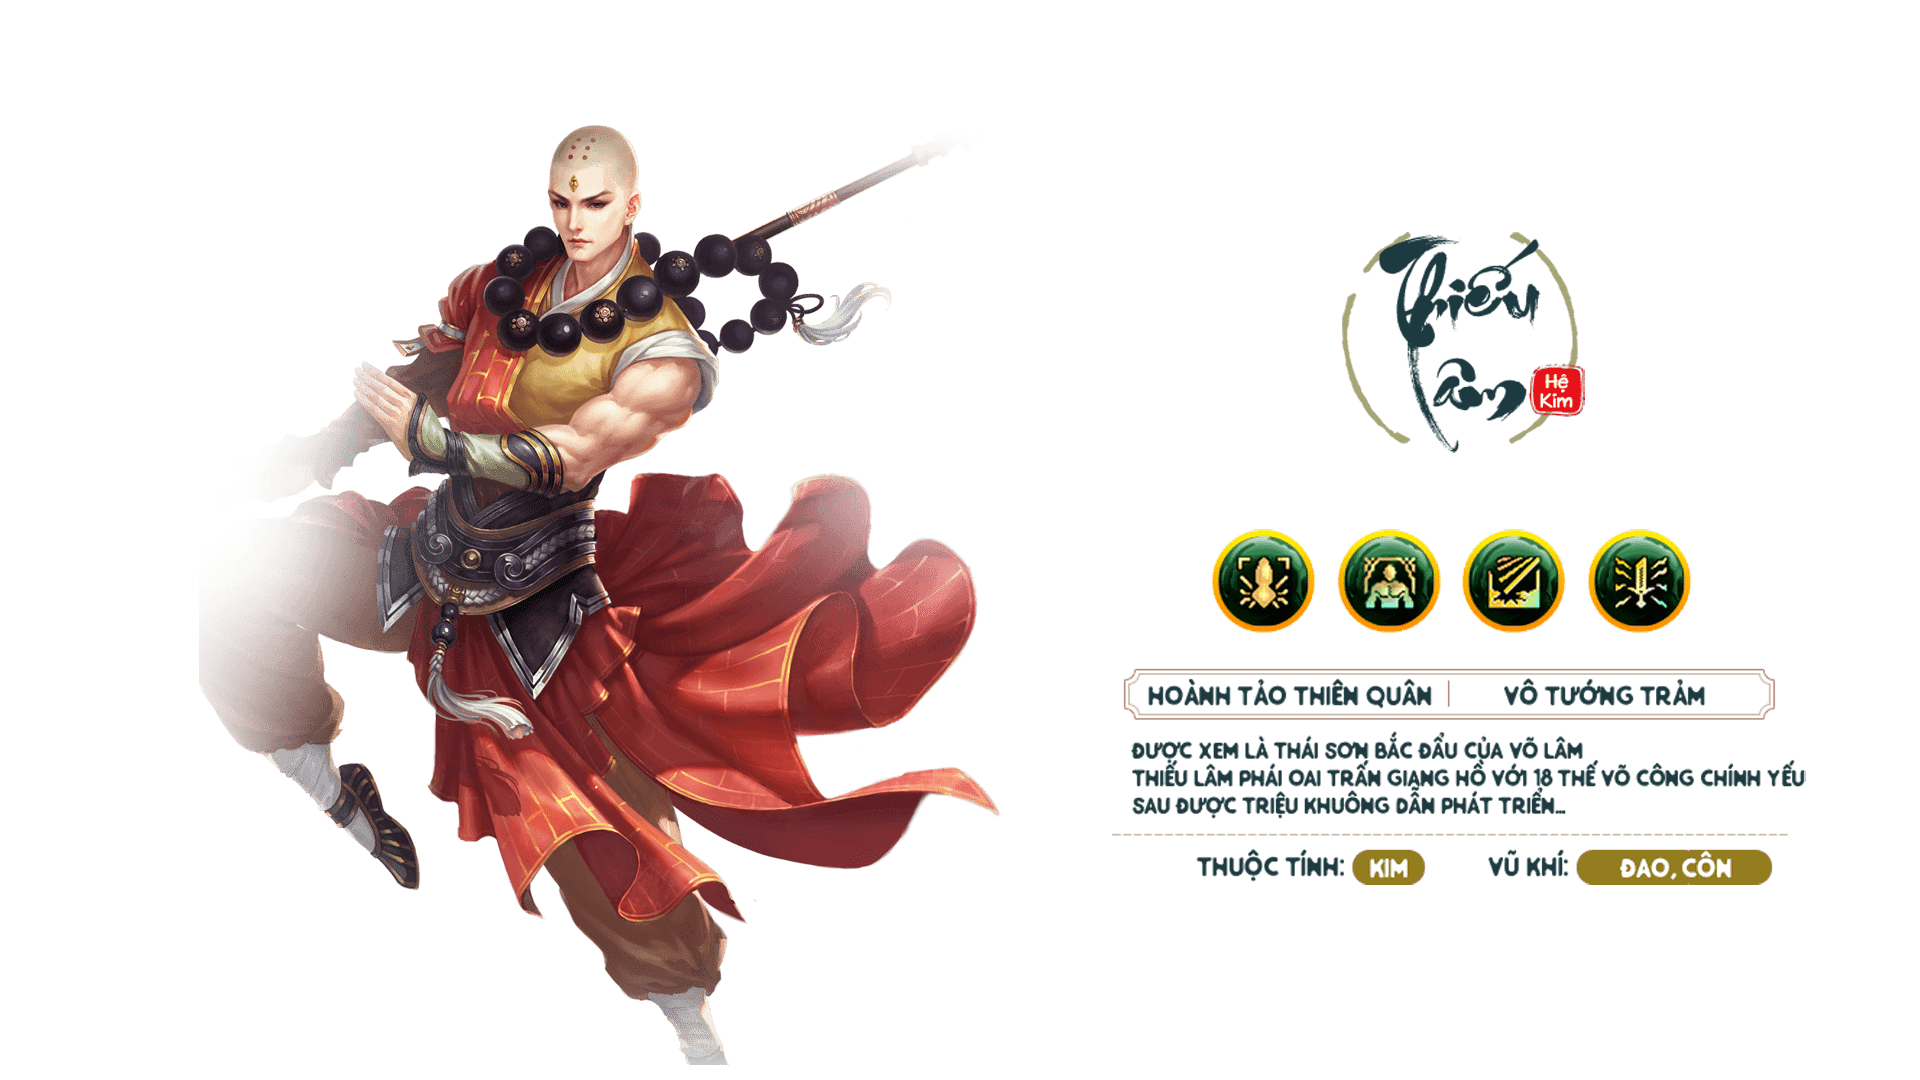 Thiếu
Lâm
Hệ
Kim
HOÀNH TẢO THIÊN QUÂN
VÔ TƯỚNG TRẢM
ĐƯỢC XEM LÀ THÁI SƠN BẮC ĐẨU CỦA VÕ LÂM
THIẾU LÂM PHÁI OAI TRẤN GIANG HỒ VỚI 18 THẾ VÕ CÔNG CHÍNH YẾU
SAU ĐƯỢC TRIỆU KHUÔNG DẪN PHÁT TRIỂN...
THUỘC TÍNH: KIM
VŨ KHÍ: ĐAO, CÔN